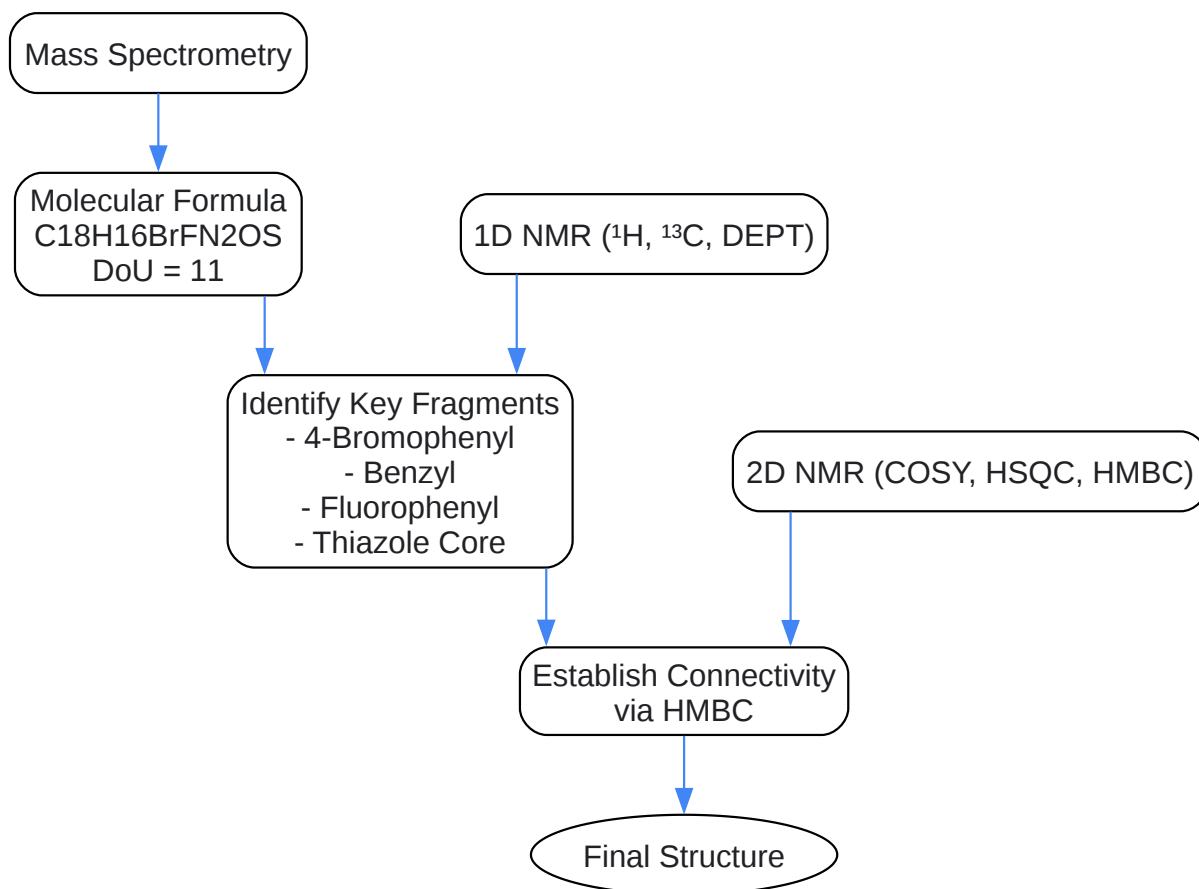 Mass Spectrometry
Molecular Formula
C18H16BrFN2OS
DoU = 11
1D NMR (¹H, ¹³C, DEPT)
Identify Key Fragments
- 4-Bromophenyl
- Benzyl
- Fluorophenyl
- Thiazole Core
2D NMR (COSY, HSQC, HMBC)
Establish Connectivity
via HMBC
Final Structure